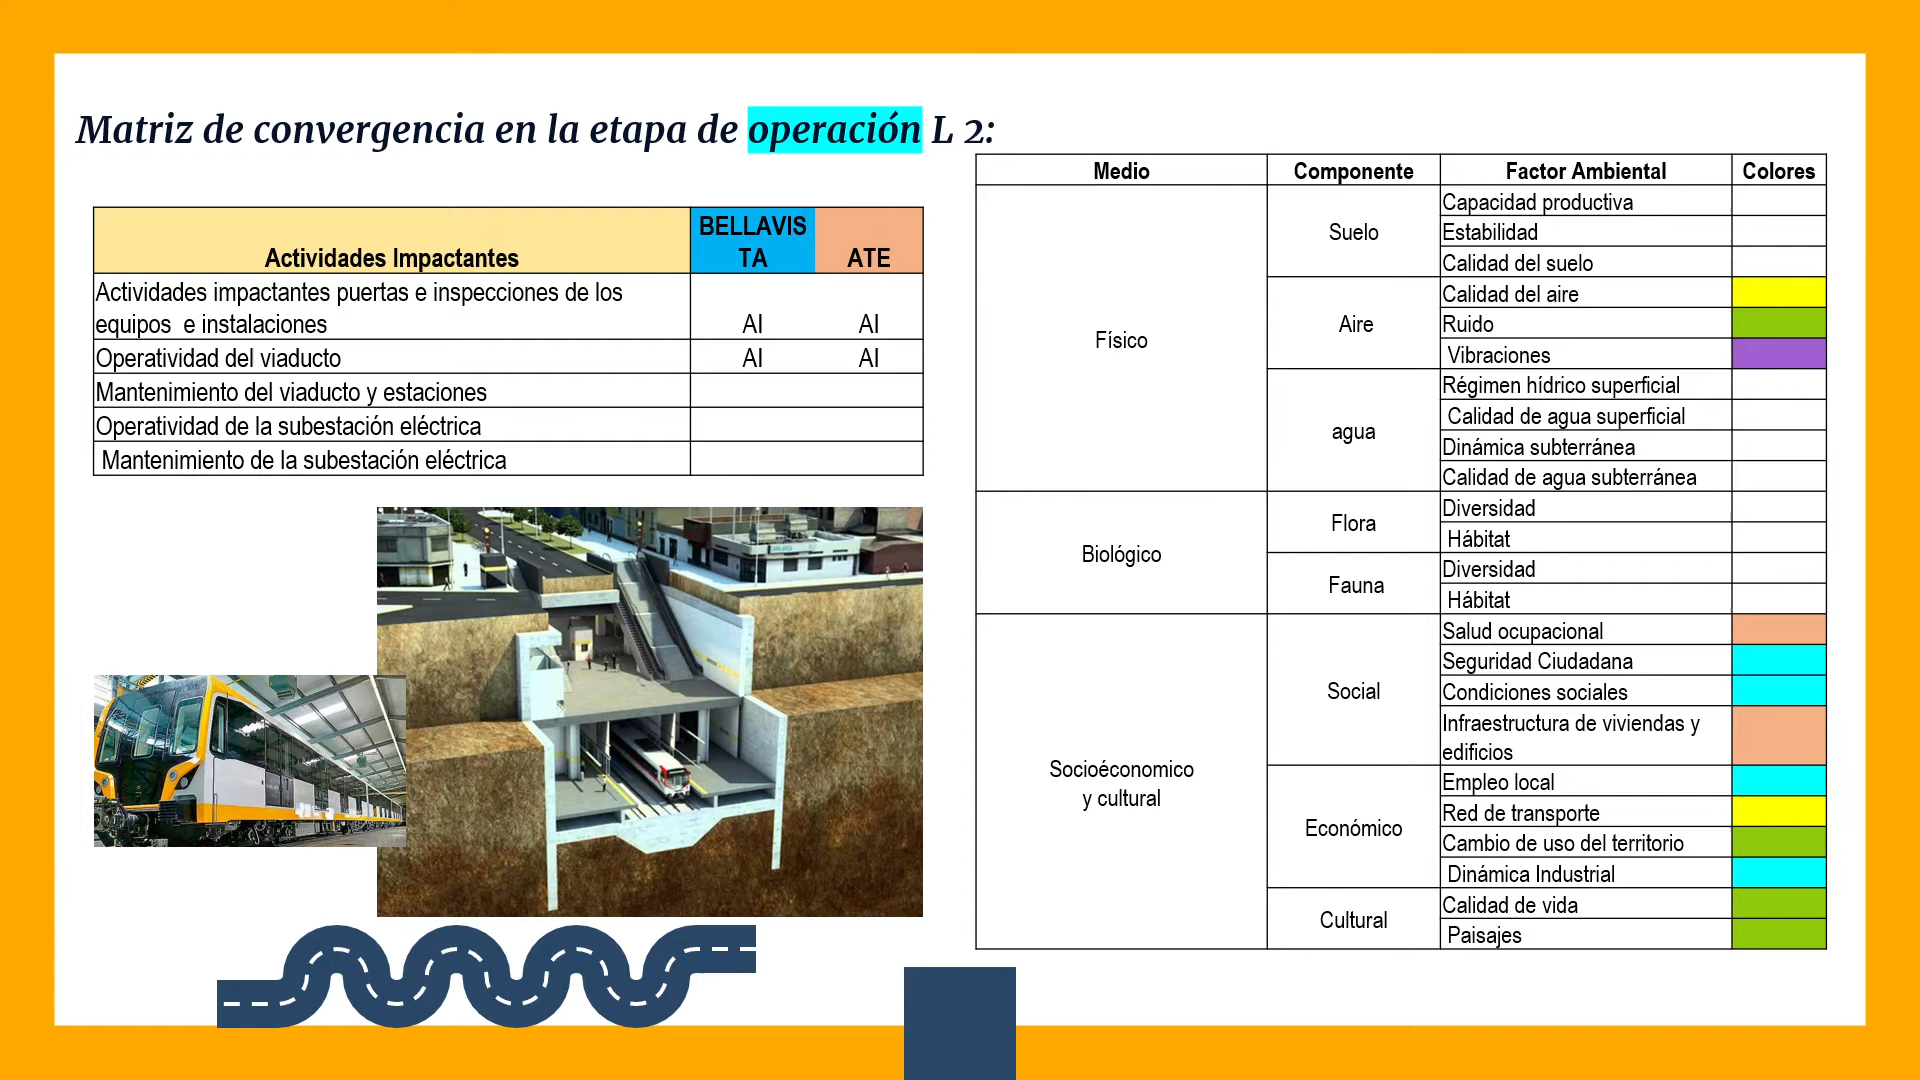 Matriz de convergencia en la etapa de operación L 2:
Actividades Impactantes
BELLAVIS
TA
ATE
Actividades impactantes puertas e inspecciones de los
equipos e instalaciones
AI
AI
Operatividad del viaducto
AI
AI
Mantenimiento del viaducto y estaciones
Operatividad de la subestación eléctrica
Mantenimiento de la subestación eléctrica
Medio
Componente
Factor Ambiental
Colores
Físico
Suelo
Capacidad productiva
Estabilidad
Calidad del suelo
Aire
Calidad del aire
Ruido
Vibraciones
agua
Régimen hídrico superficial
Calidad de agua superficial
Dinámica subterránea
Calidad de agua subterránea
Biológico
Flora
Diversidad
Hábitat
Fauna
Diversidad
Hábitat
Socioéconomico
y cultural
Social
Salud ocupacional
Seguridad Ciudadana
Condiciones sociales
Infraestructura de viviendas y
edificios
Económico
Empleo local
Red de transporte
Cambio de uso del territorio
Dinámica Industrial
Cultural
Calidad de vida
Paisajes